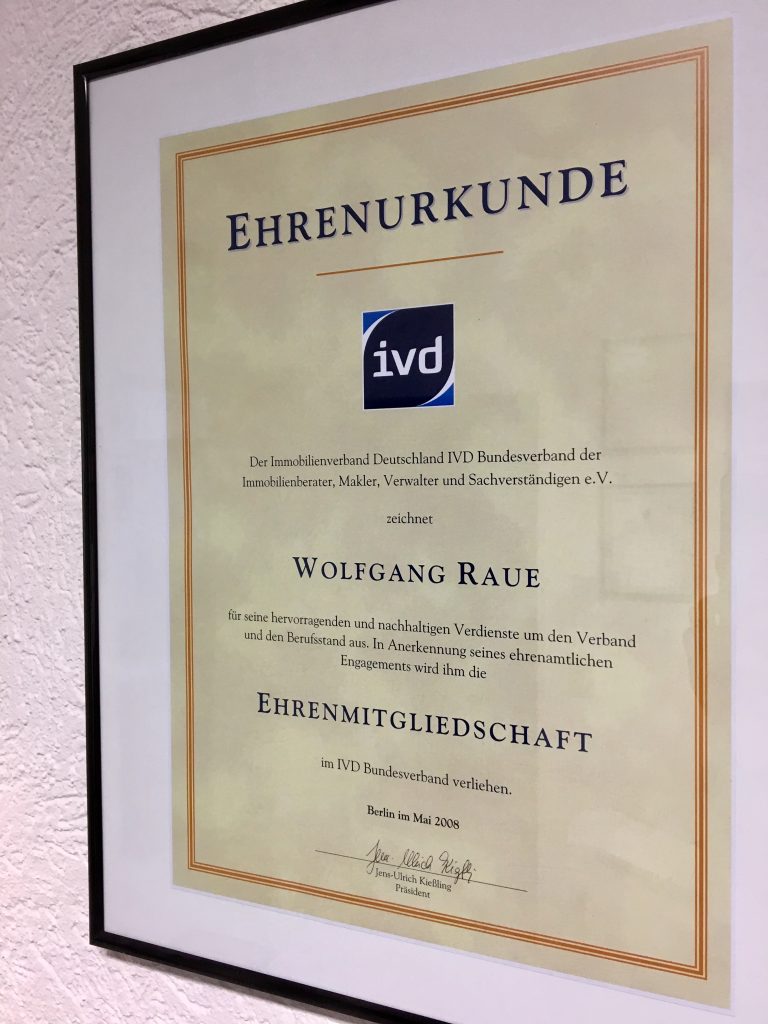 EHRENURKUNDE
ivd
Der Immobilienverband Deutschland IVD Bundesverband der
Immobilienberater, Makler, Verwalter und Sachverständigen e.V.
zeichnet
WOLFGANG RAUE
für seine hervorragenden und nachhaltigen Verdienste um den Verband
und den Berufsstand aus. In Anerkennung seines ehrenamtlichen
Engagements wird ihm die
EHRENMITGLIEDSCHAFT
im IVD Bundesverband verliehen.
Berlin im Mai 2008
Jens-Ulrich Kießling
Präsident